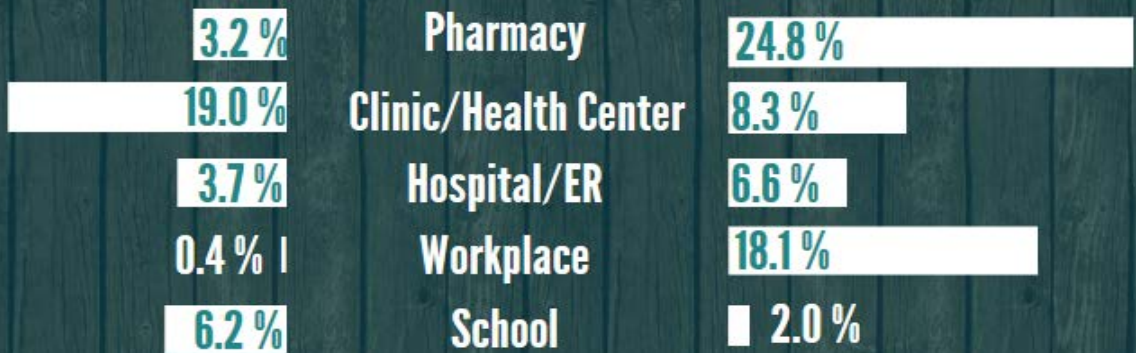 3.2 % Pharmacy 24.8 %
19.0 % Clinic/Health Center 8.3 %
3.7 % Hospital/ER 6.6 %
0.4 % Workplace 18.1 %
6.2 % School 2.0 %